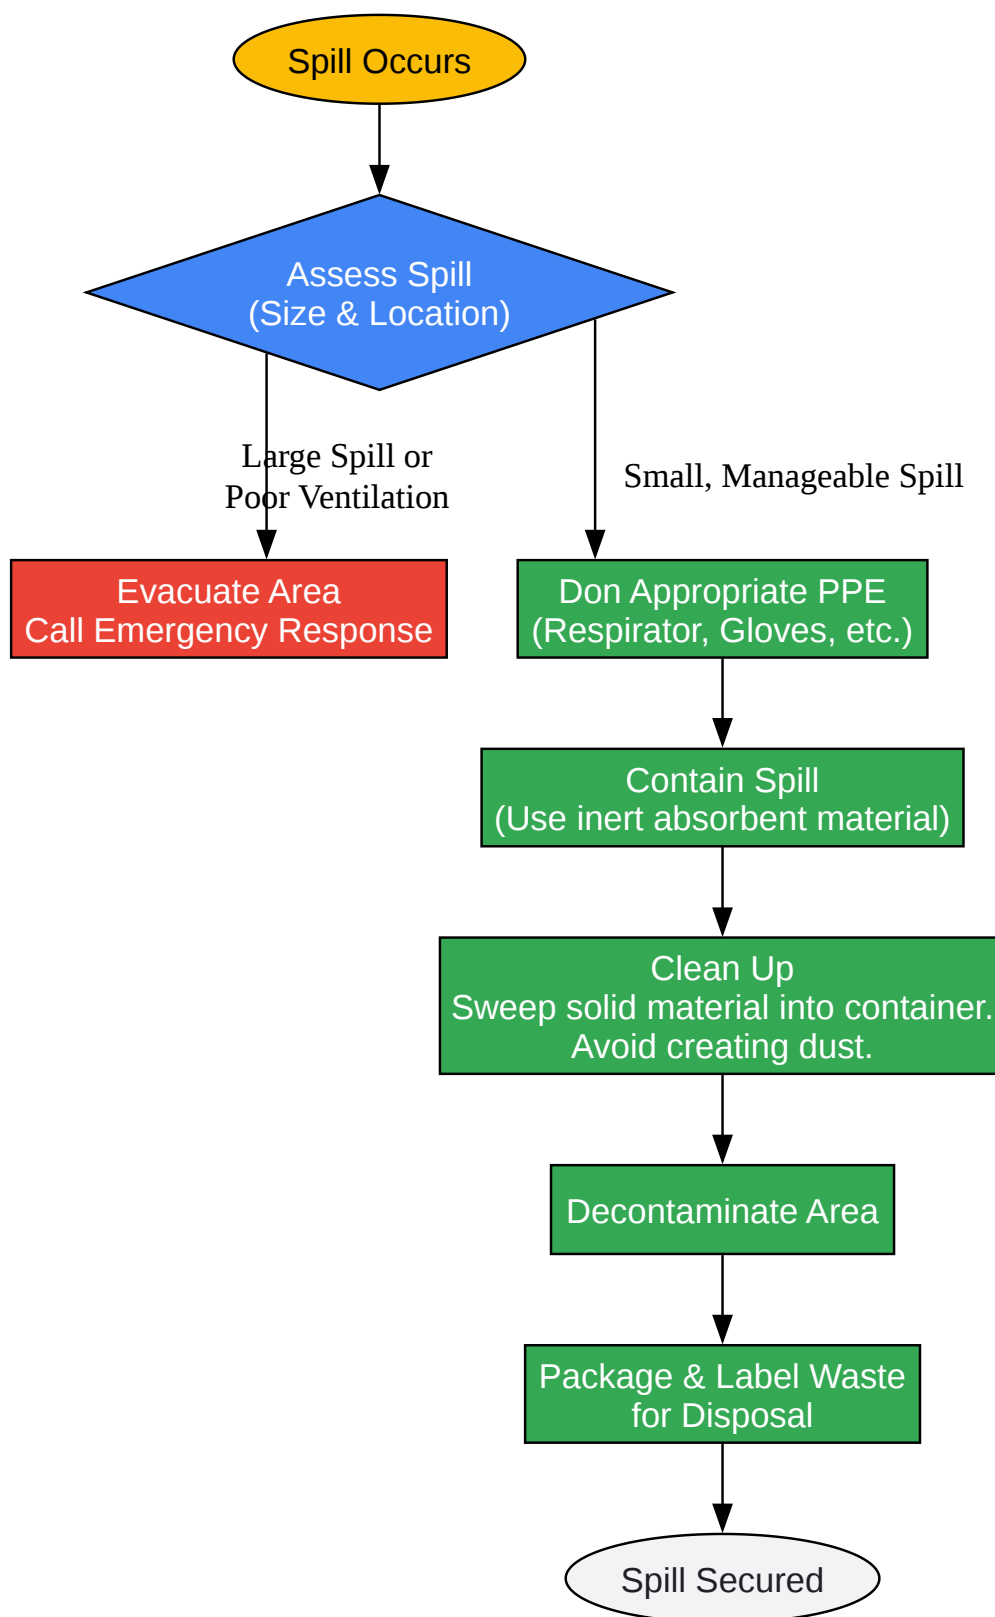 Spill Occurs
Assess Spill
(Size & Location)
Large Spill or
Poor Ventilation
Small, Manageable Spill
Evacuate Area
Call Emergency Response
Don Appropriate PPE
(Respirator, Gloves, etc.)
Contain Spill
(Use inert absorbent material)
Clean Up
Sweep solid material into container.
Avoid creating dust.
Decontaminate Area
Package & Label Waste
for Disposal
Spill Secured